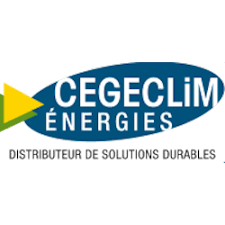 CEGECLiM
ÉNERGIES
DISTRIBUTEUR DE SOLUTIONS DURABLES